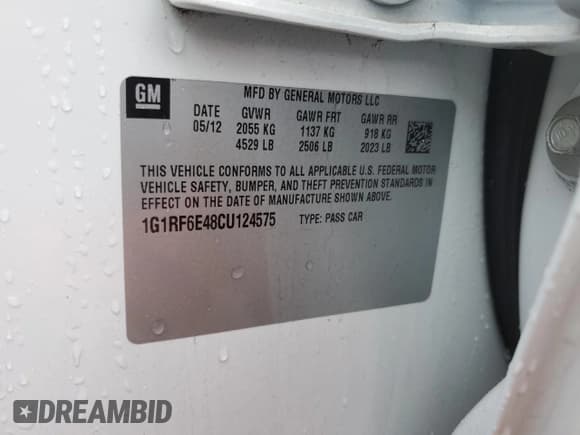 GM
MFD BY GENERAL MOTORS LLC
DATE GVWR GAWR FRT GAWR RR
05/12 2055 KG 1137 KG 918 KG
4529 LB 2506 LB 2023 LB
THIS VEHICLE CONFORMS TO ALL APPLICABLE U.S. FEDERAL MOTOR
VEHICLE SAFETY, BUMPER, AND THEFT PREVENTION STANDARDS IN
EFFECT ON THE DATE OF MANUFACTURE SHOWN ABOVE.
1G1RF6E48CU124575 TYPE: PASS CAR
DREAMBID